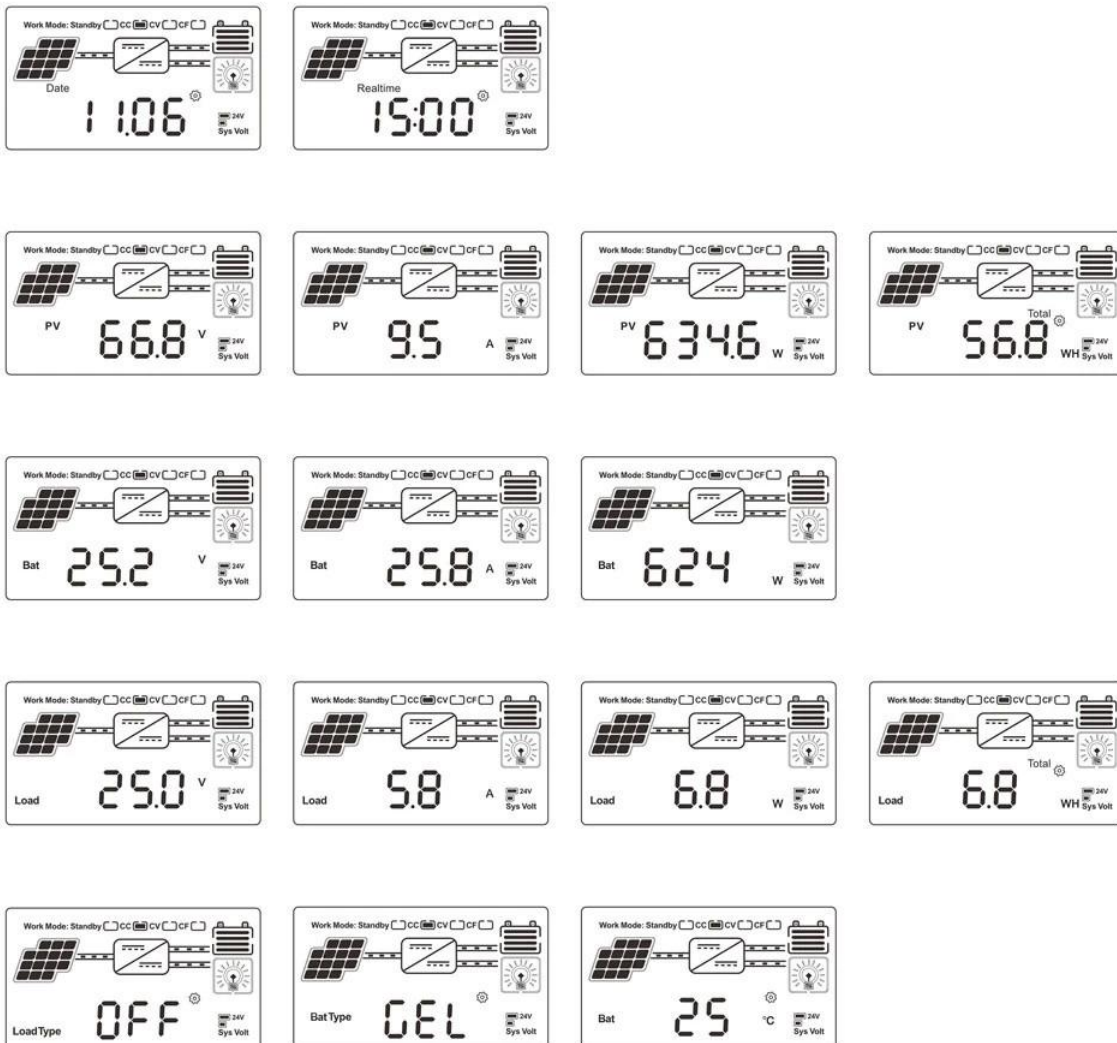 Work Mode: Standby CC CV CF
Date
11.06
24V
Sys Volt
Work Mode: Standby CC CV CF
Realtime
15:00
24V
Sys Volt
Work Mode: Standby CC CV CF
PV 66.8 V
24V
Sys Volt
Work Mode: Standby CC CV CF
PV 9.5 A
24V
Sys Volt
Work Mode: Standby CC CV CF
PV 634.6 W
24V
Sys Volt
Work Mode: Standby CC CV CF
Total
PV 56.8 WH
24V
Sys Volt
Work Mode: Standby CC CV CF
Bat 25.2 V
24V
Sys Volt
Work Mode: Standby CC CV CF
Bat 25.8 A
24V
Sys Volt
Work Mode: Standby CC CV CF
Bat 624 W
24V
Sys Volt
Work Mode: Standby CC CV CF
Load 25.0 V
24V
Sys Volt
Work Mode: Standby CC CV CF
Load 5.8 A
24V
Sys Volt
Work Mode: Standby CC CV CF
Load 6.8 W
24V
Sys Volt
Work Mode: Standby CC CV CF
Total
Load 6.8 WH
24V
Sys Volt
Work Mode: Standby CC CV CF
LoadType OFF
24V
Sys Volt
Work Mode: Standby CC CV CF
BatType GEL
24V
Sys Volt
Work Mode: Standby CC CV CF
Bat 25 °C
24V
Sys Volt